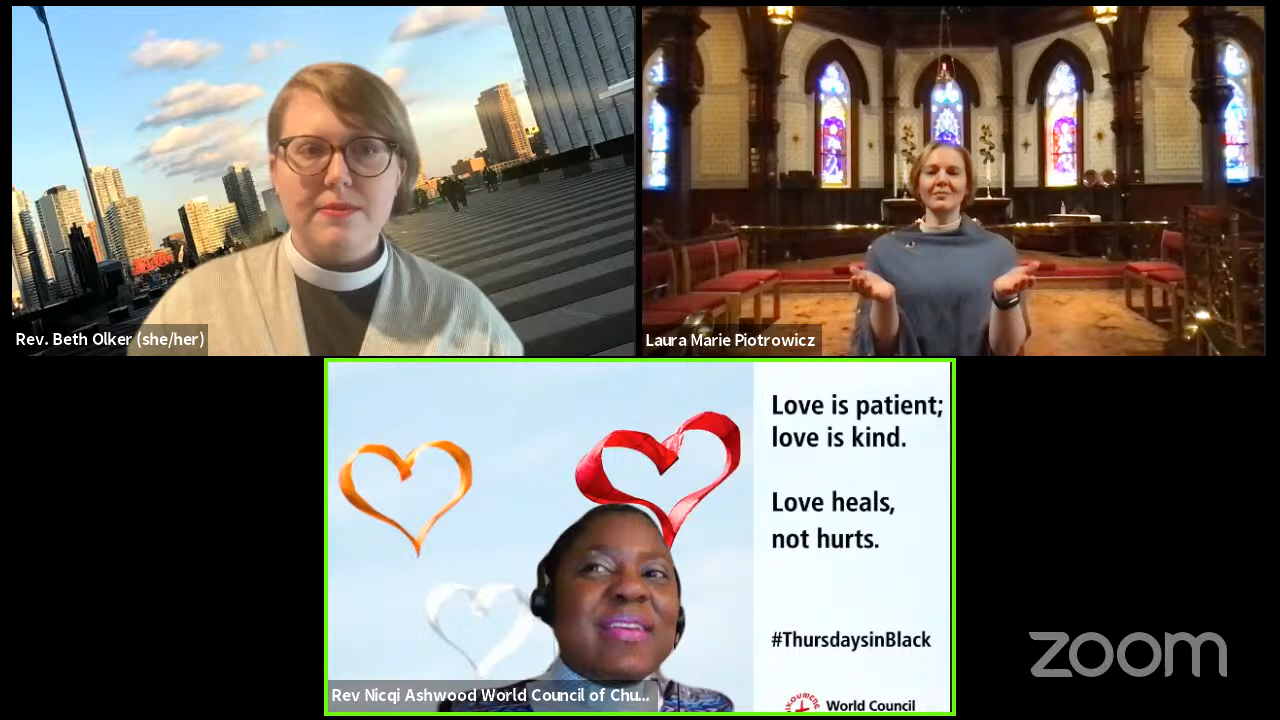 Rev. Beth Olker (she/her)
Laura Marie Piotrowicz
Love is patient;
love is kind.
Love heals,
not hurts.
#ThursdaysinBlack
Rev Nicqi Ashwood World Council of Chu...
World Council
zoom